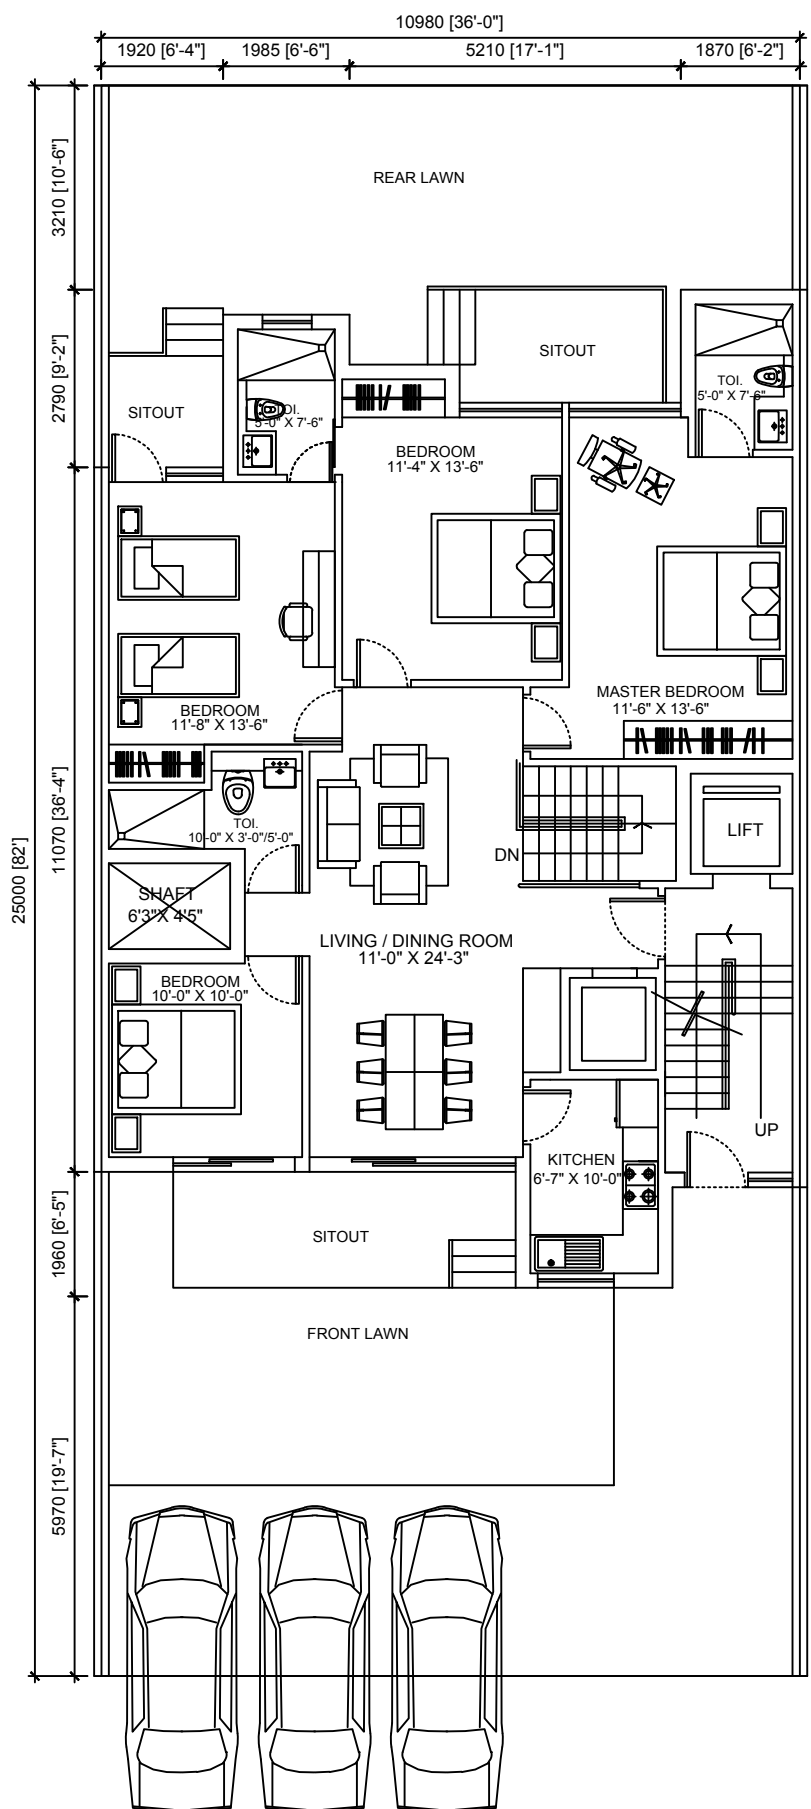 10980 [36'-0"]
1920 [6'-4"]
1985 [6'-6"]
5210 [17'-1"]
1870 [6'-2"]
3210 [10'-6"]
REAR LAWN
2790 [9'-2"]
SITOUT
TOI.
5'-0" X 7'-6"
SITOUT
TOI.
5'-0" X 7'-6"
BEDROOM
11'-4" X 13'-6"
BEDROOM
11'-8" X 13'-6"
MASTER BEDROOM
11'-6" X 13'-6"
25000 [82']
11070 [36'-4"]
TOI.
10'-0" X 3'-0"/5'-0"
DN
LIFT
SHAFT
6'3"X 4'5"
LIVING / DINING ROOM
11'-0" X 24'-3"
BEDROOM
10'-0" X 10'-0"
UP
KITCHEN
6'-7" X 10'-0"
1960 [6'-5"]
SITOUT
FRONT LAWN
5970 [19'-7"]